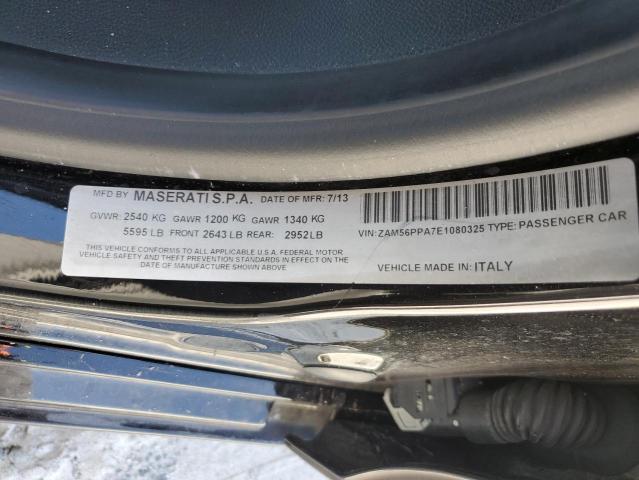 MFD BY MASERATI S.P.A. DATE OF MFR: 7/13
GVWR: 2540 KG GAWR 1200 KG GAWR 1340 KG
5595 LB FRONT 2643 LB REAR: 2952LB
THIS VEHICLE CONFORMS TO ALL APPLICABLE U.S.A. FEDERAL MOTOR
VEHICLE SAFETY AND THEFT PREVENTION STANDARDS IN EFFECT ON THE
DATE OF MANUFACTURE SHOWN ABOVE
VIN: ZAM56PPA7E1080325 TYPE: PASSENGER CAR
VEHICLE MADE IN: ITALY